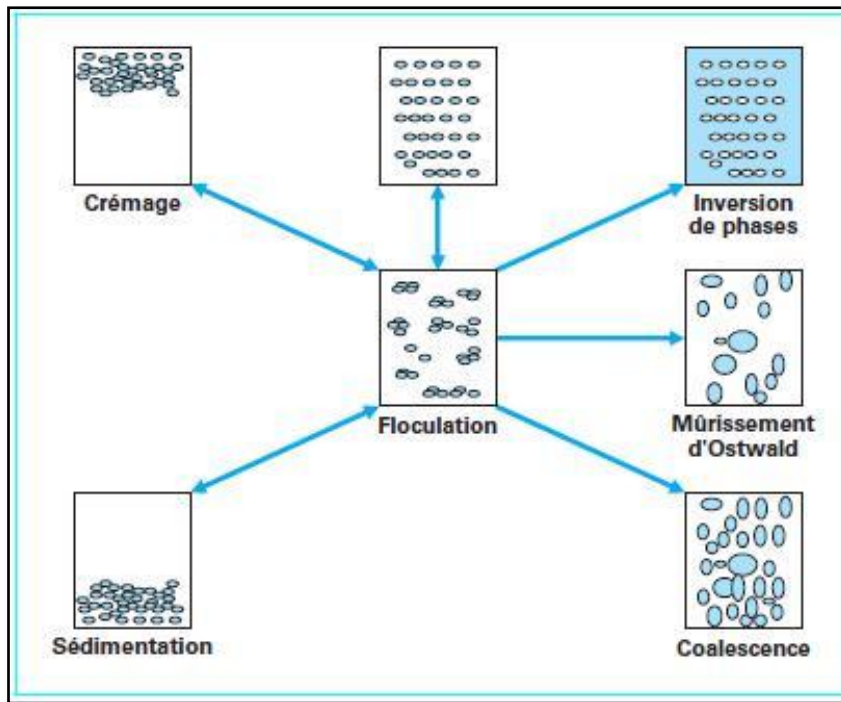 Crémage
Inversion
de phases
Floculation
Mûrissement
d'Ostwald
Sédimentation
Coalescence